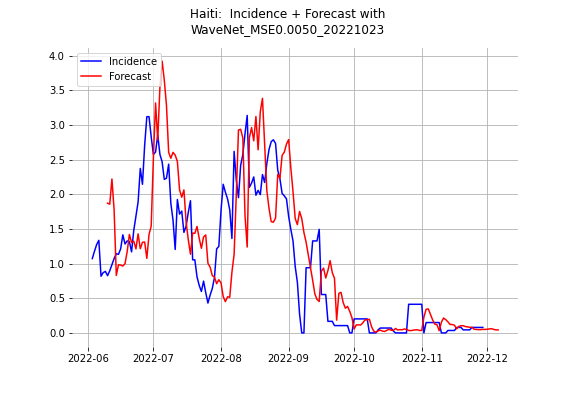 Haiti:  Incidence + Forecast with
WaveNet_MSE0.0050_20221023
Incidence
Forecast
4.0
3.5
3.0
2.5
2.0
1.5
1.0
0.5
0.0
2022-06 2022-07 2022-08 2022-09 2022-10 2022-11 2022-12